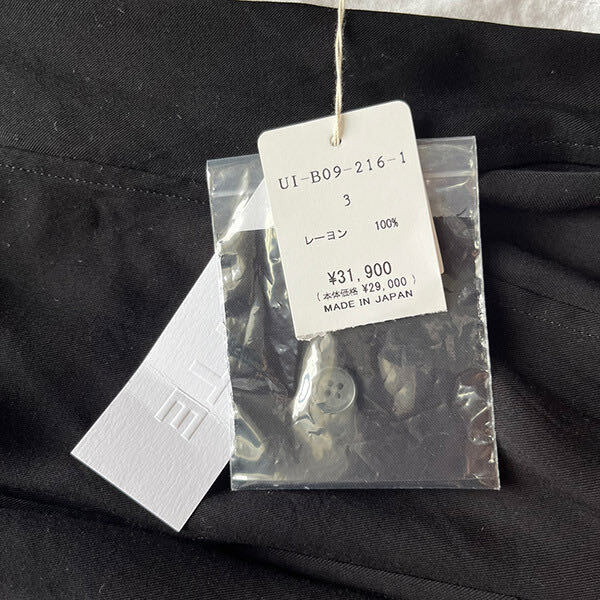 UI-B09-216-1
3
レーヨン 100%
¥31,900
(本体価格 ¥29,000)
MADE IN JAPAN